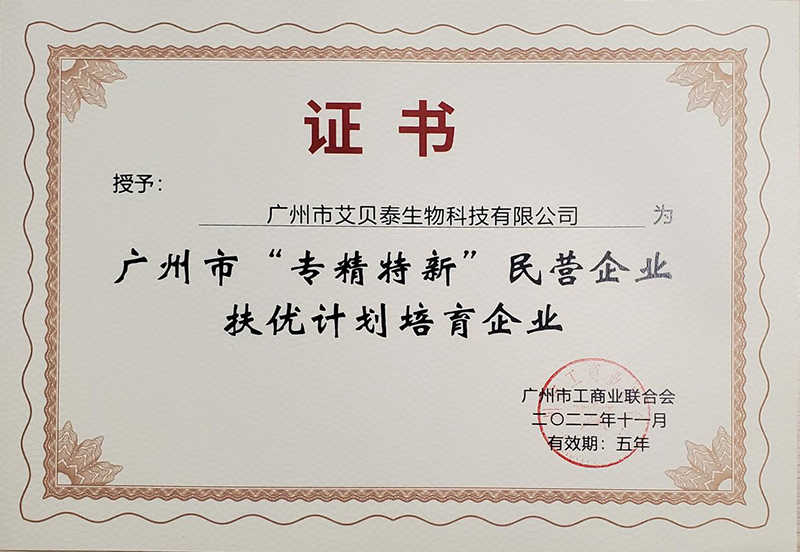 证书
授予：
广州市艾贝泰生物科技有限公司 为
广州市“专精特新”民营企业
扶优计划培育企业
广州市工商业联合会
二〇二二年十一月
有效期：五年